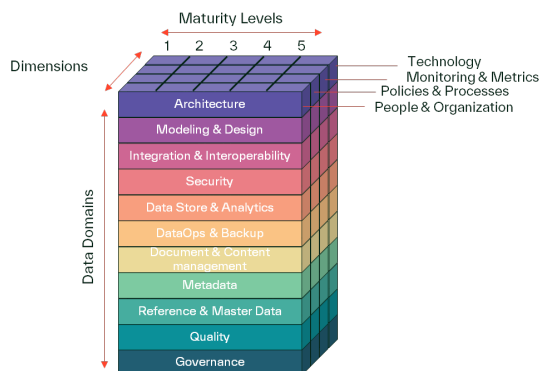 Maturity Levels
1 2 3 4 5
Dimensions
Technology
Monitoring & Metrics
Policies & Processes
People & Organization
Data Domains
Architecture
Modeling & Design
Integration & Interoperability
Security
Data Store & Analytics
DataOps & Backup
Document & Content
management
Metadata
Reference & Master Data
Quality
Governance